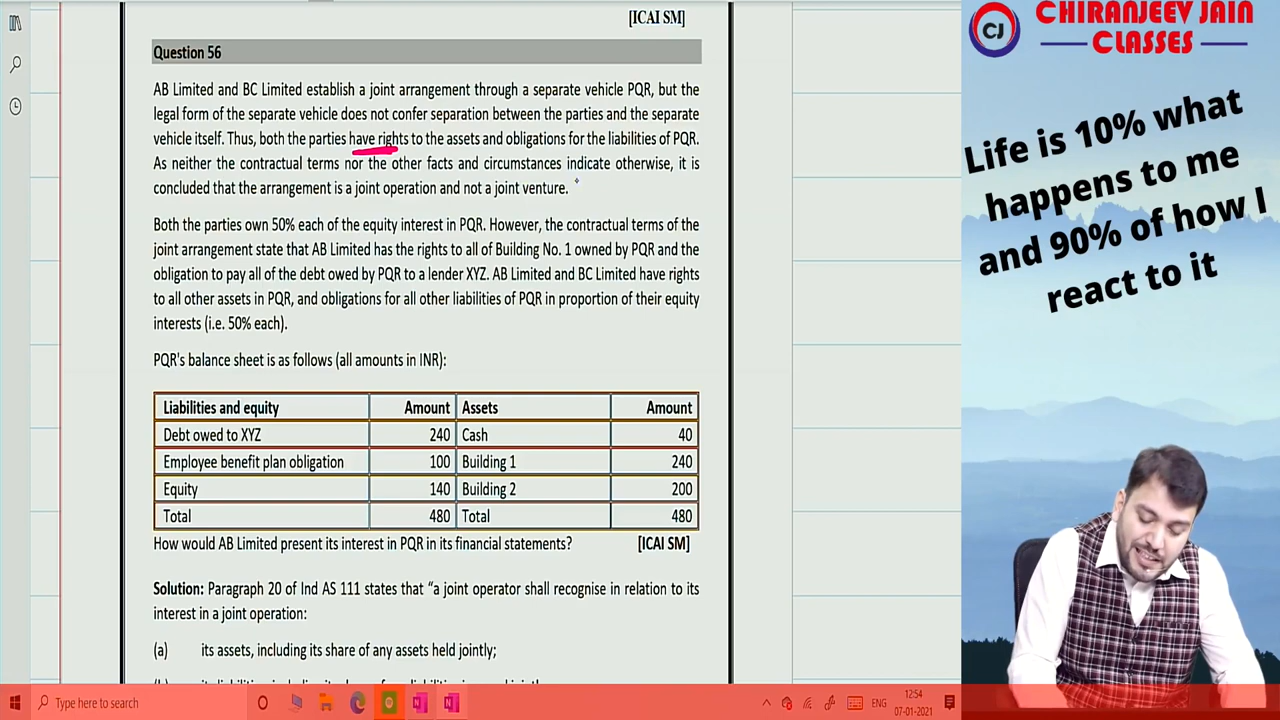 [ICAI SM]
Question 56
AB Limited and BC Limited establish a joint arrangement through a separate vehicle PQR, but the
legal form of the separate vehicle does not confer separation between the parties and the separate
vehicle itself. Thus, both the parties have rights to the assets and obligations for the liabilities of PQR.
As neither the contractual terms nor the other facts and circumstances indicate otherwise, it is
concluded that the arrangement is a joint operation and not a joint venture.
Both the parties own 50% each of the equity interest in PQR. However, the contractual terms of the
joint arrangement state that AB Limited has the rights to all of Building No. 1 owned by PQR and the
obligation to pay all of the debt owed by PQR to a lender XYZ. AB Limited and BC Limited have rights
to all other assets in PQR, and obligations for all other liabilities of PQR in proportion of their equity
interests (i.e. 50% each).
PQR's balance sheet is as follows (all amounts in INR):
Liabilities and equity Amount Assets Amount
Debt owed to XYZ 240 Cash 40
Employee benefit plan obligation 100 Building 1 240
Equity 140 Building 2 200
Total 480 Total 480
How would AB Limited present its interest in PQR in its financial statements? [ICAI SM]
Solution: Paragraph 20 of Ind AS 111 states that “a joint operator shall recognise in relation to its
interest in a joint operation:
(a) its assets, including its share of any assets held jointly;
CJ
CHIRANJEEV JAIN
CLASSES
Life is 10% what
happens to me
and 90% of how I
react to it
Type here to search
ENG
12:54
07-01-2021